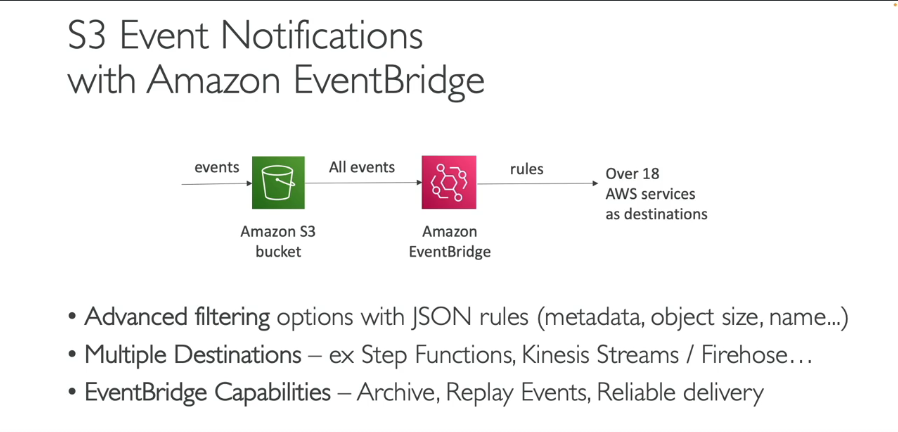 S3 Event Notifications
with Amazon EventBridge
events
All events
rules
Over 18
AWS services
as destinations
Amazon S3
bucket
Amazon
EventBridge
• Advanced filtering options with JSON rules (metadata, object size, name...)
• Multiple Destinations – ex Step Functions, Kinesis Streams / Firehose…
• EventBridge Capabilities – Archive, Replay Events, Reliable delivery